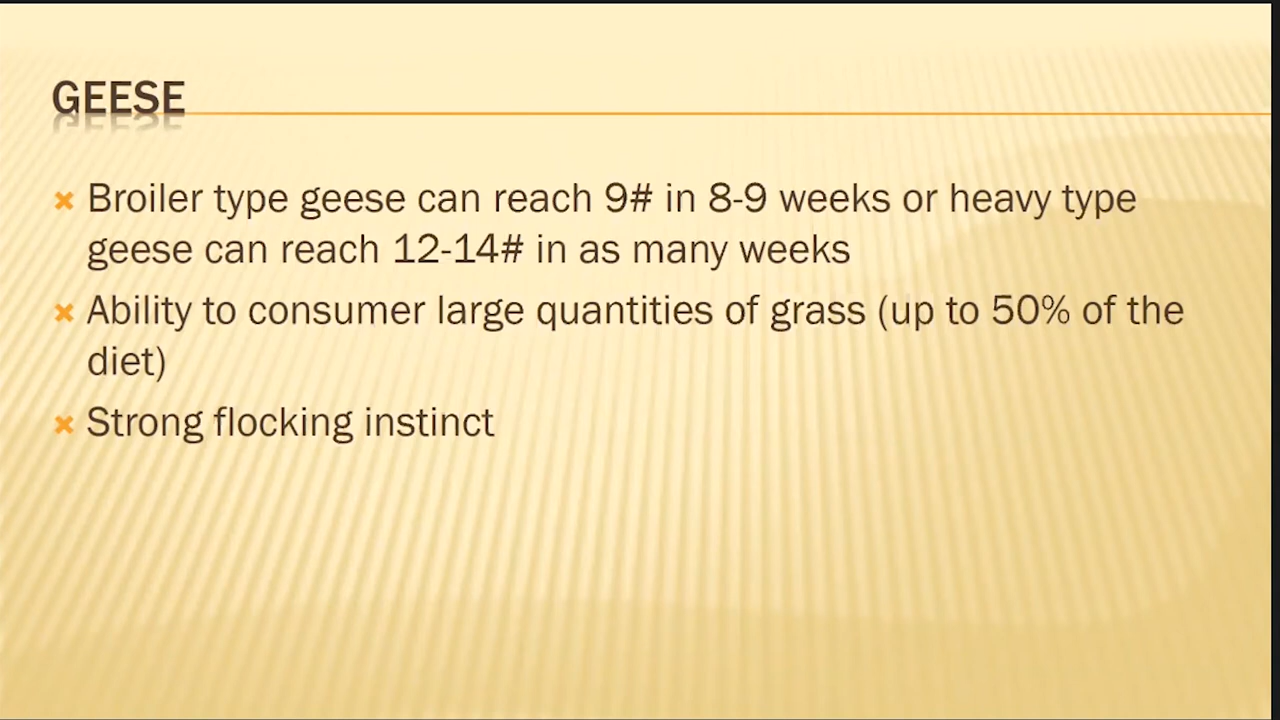 GEESE
Broiler type geese can reach 9# in 8-9 weeks or heavy type
geese can reach 12-14# in as many weeks
Ability to consumer large quantities of grass (up to 50% of the
diet)
Strong flocking instinct